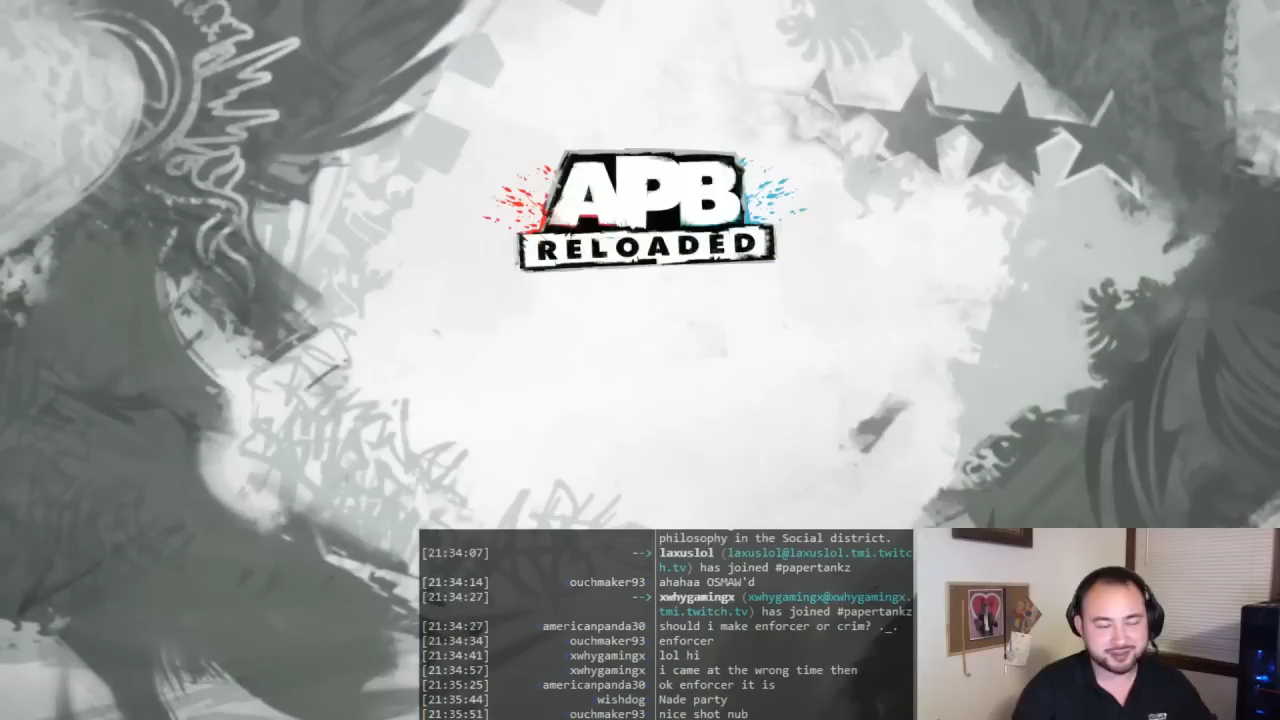 APB
RELOADED
philosophy in the Social district.
[21:34:07] --> laxuslol (laxuslol@laxuslol.tmi.twitc
h.tv) has joined #papertankz
[21:34:14] ouchmaker93 ahahaa OSMAW'd
[21:34:27] --> xwhygamingx (xwhygamingx@xwhygamingx.
tmi.twitch.tv) has joined #papertankz
[21:34:27] americanpanda30 should i make enforcer or crim? ._.
[21:34:34] ouchmaker93 enforcer
[21:34:41] xwhygamingx lol hi
[21:34:57] xwhygamingx i came at the wrong time then
[21:35:25] americanpanda30 ok enforcer it is
[21:35:44] wishdog Nade party
[21:35:51] ouchmaker93 nice shot nub